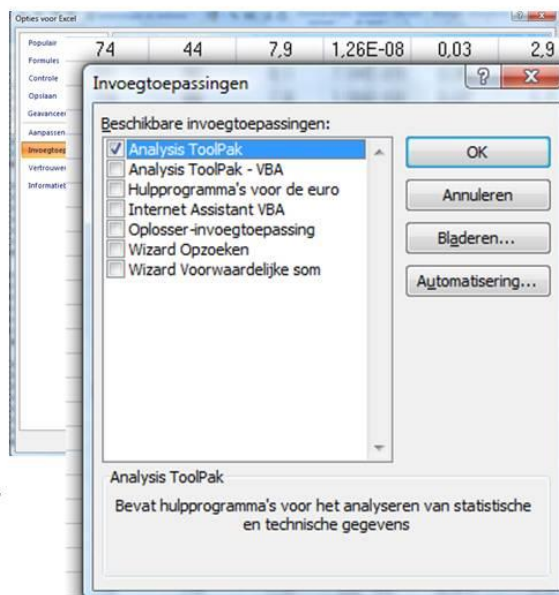 Opties voor Excel
Populair
Formules
Controle
Opslaan
Geavanceer
Aanpassen
Invoegtoep
Vertrouwen
Informatieb
74 44 7,9 1,26E-08 0,03 2,9
Invoegtoepassingen
Beschikbare invoegtoepassingen:
Analysis ToolPak
Analysis ToolPak - VBA
Hulpprogramma's voor de euro
Internet Assistant VBA
Oplosser-invoegtoepassing
Wizard Opzoeken
Wizard Voorwaardelijke som
OK
Annuleren
Bladeren...
Automatisering...
Analysis ToolPak
Bevat hulpprogramma's voor het analyseren van statistische
en technische gegevens